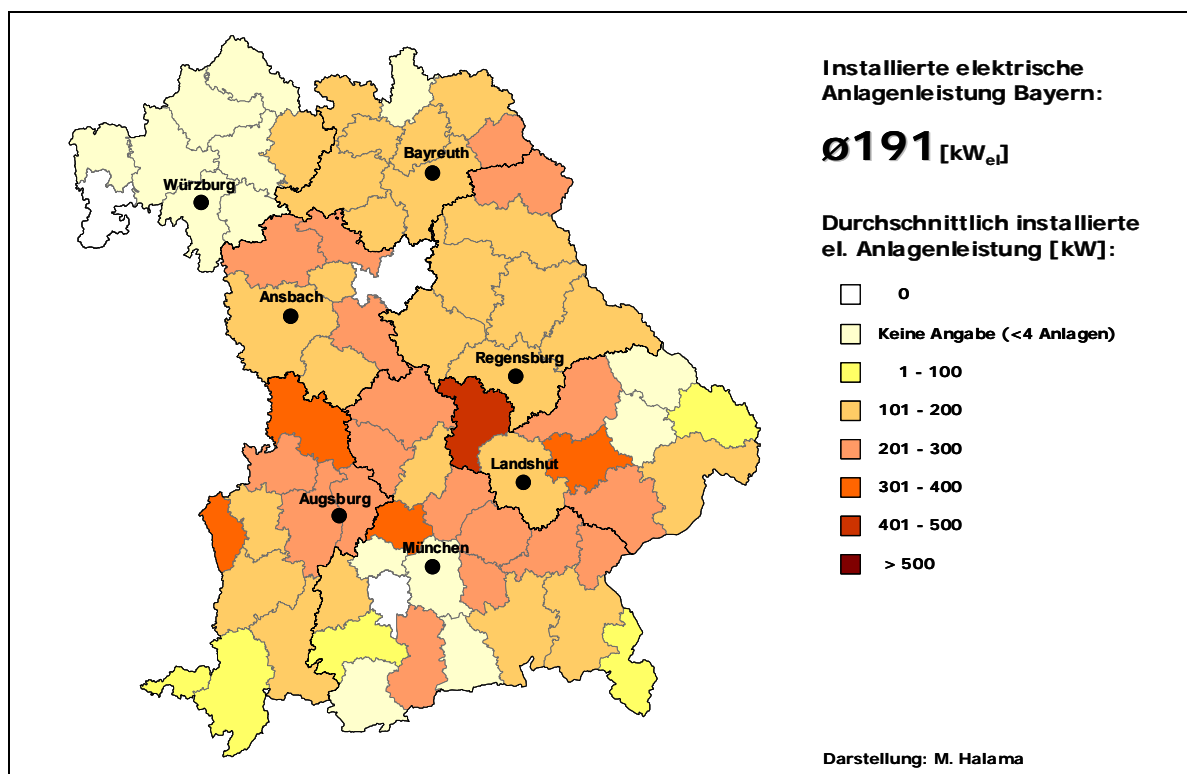 Installierte elektrische
Anlagenleistung Bayern:
ø191 [kWel]
Durchschnittlich installierte
el. Anlagenleistung [kW]:
0
Keine Angabe (<4 Anlagen)
1 - 100
101 - 200
201 - 300
301 - 400
401 - 500
> 500
Bayreuth
Würzburg
Ansbach
Regensburg
Landshut
Augsburg
München
Darstellung: M. Halama